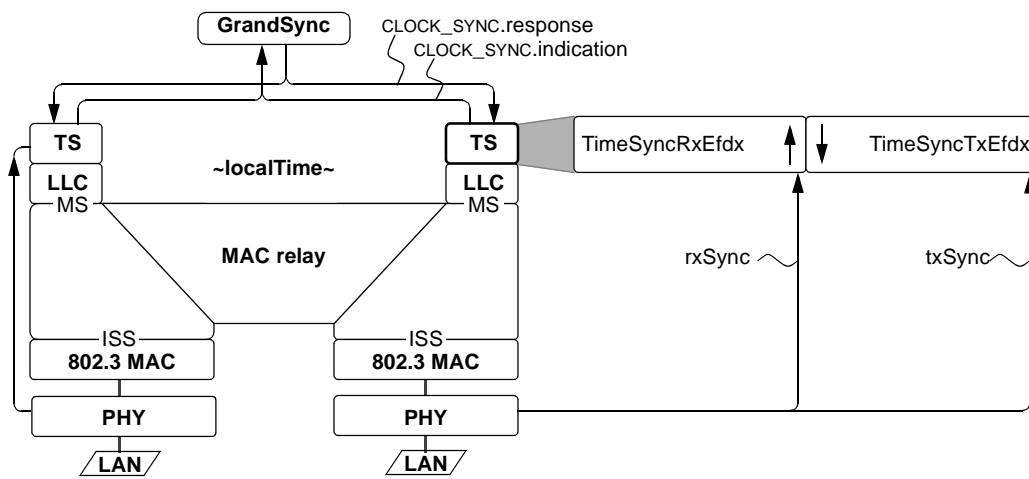 GrandSync
CLOCK_SYNC.response
CLOCK_SYNC.indication
TS
TS
TimeSyncRxEfdx
TimeSyncTxEfdx
~localTime~
LLC
LLC
MS
MS
MAC relay
rxSync
txSync
ISS
ISS
802.3 MAC
802.3 MAC
PHY
PHY
LAN
LAN